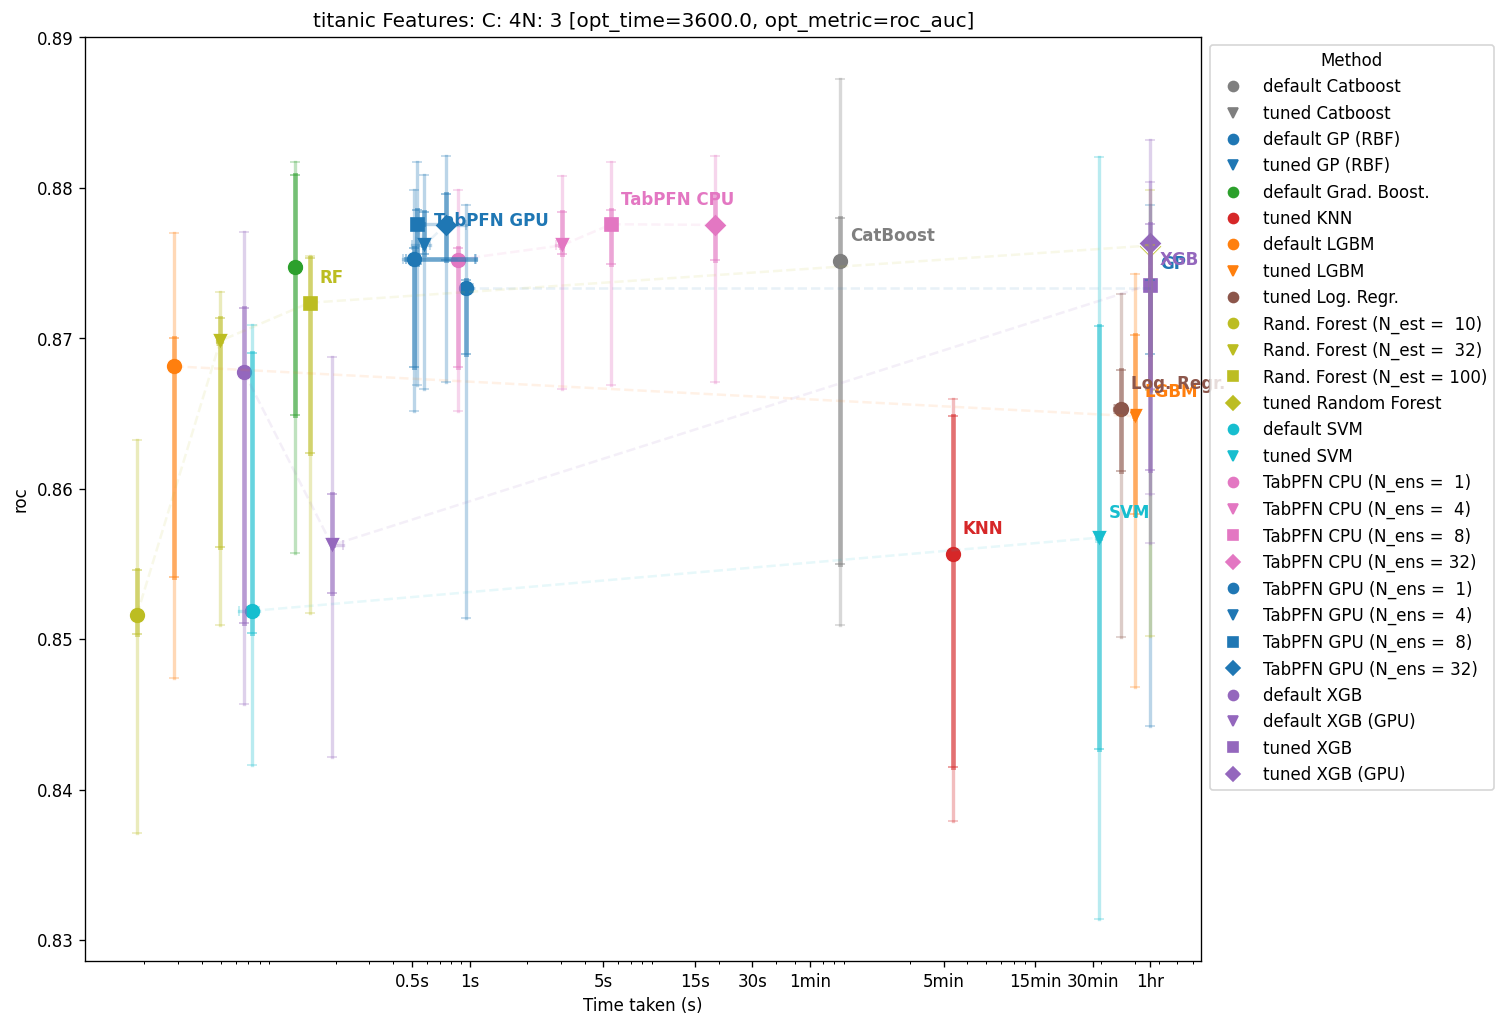 titanic Features: C: 4N: 3 [opt_time=3600.0, opt_metric=roc_auc]
0.89
0.88
0.87
0.86
0.85
0.84
0.83
roc
TabPFN CPU
TabPFN GPU
CatBoost
XGB
GP
RF
Log. Regr.
LGBM
SVM
KNN
0.5s 1s 5s 15s 30s 1min 5min 15min 30min 1hr
Time taken (s)
Method
default Catboost
tuned Catboost
default GP (RBF)
tuned GP (RBF)
default Grad. Boost.
tuned KNN
default LGBM
tuned LGBM
tuned Log. Regr.
Rand. Forest (N_est =  10)
Rand. Forest (N_est =  32)
Rand. Forest (N_est = 100)
tuned Random Forest
default SVM
tuned SVM
TabPFN CPU (N_ens =  1)
TabPFN CPU (N_ens =  4)
TabPFN CPU (N_ens =  8)
TabPFN CPU (N_ens = 32)
TabPFN GPU (N_ens =  1)
TabPFN GPU (N_ens =  4)
TabPFN GPU (N_ens =  8)
TabPFN GPU (N_ens = 32)
default XGB
default XGB (GPU)
tuned XGB
tuned XGB (GPU)